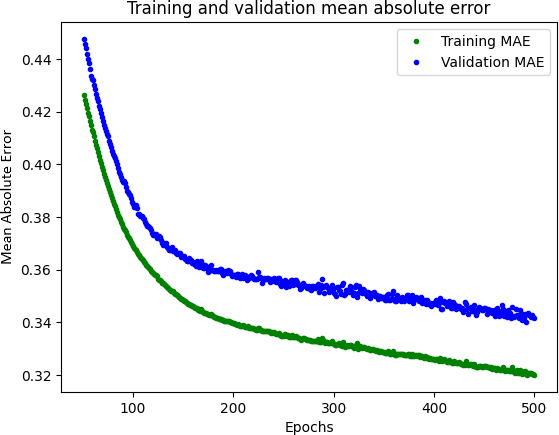 Training and validation mean absolute error
Training MAE
Validation MAE
Mean Absolute Error
0.44
0.42
0.40
0.38
0.36
0.34
0.32
100 200 300 400 500
Epochs